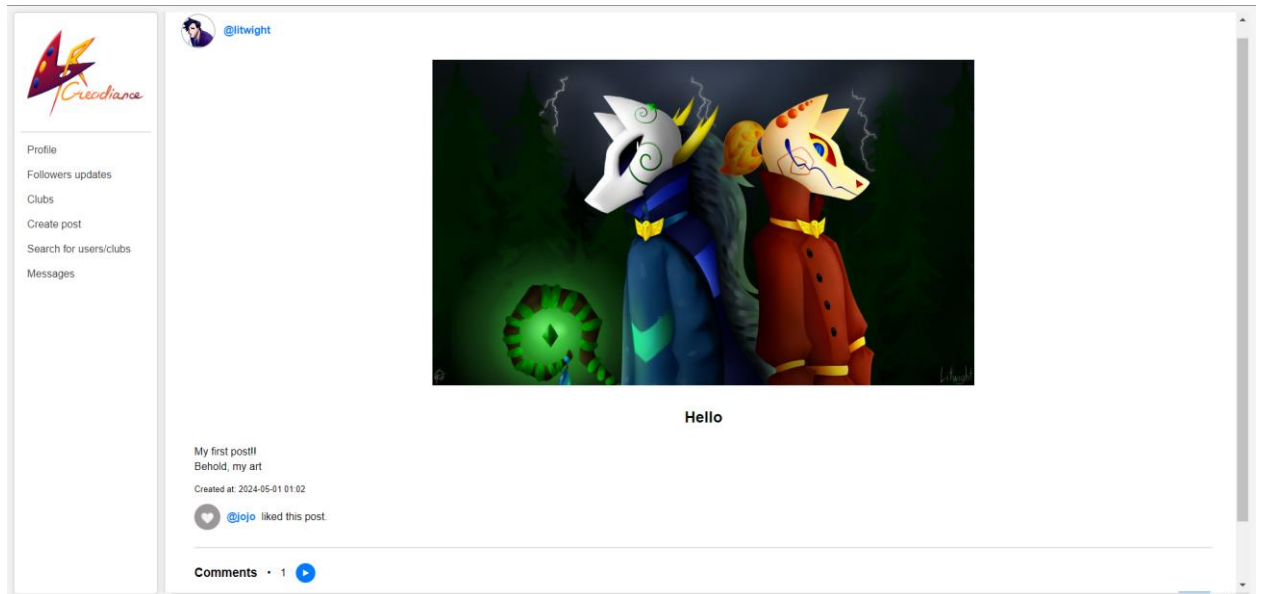 Creodiance
Profile
Followers updates
Clubs
Create post
Search for users/clubs
Messages
@litwight
Litwight
Hello
My first post!!
Behold, my art
Created at: 2024-05-01 01:02
@jojo liked this post.
Comments • 1